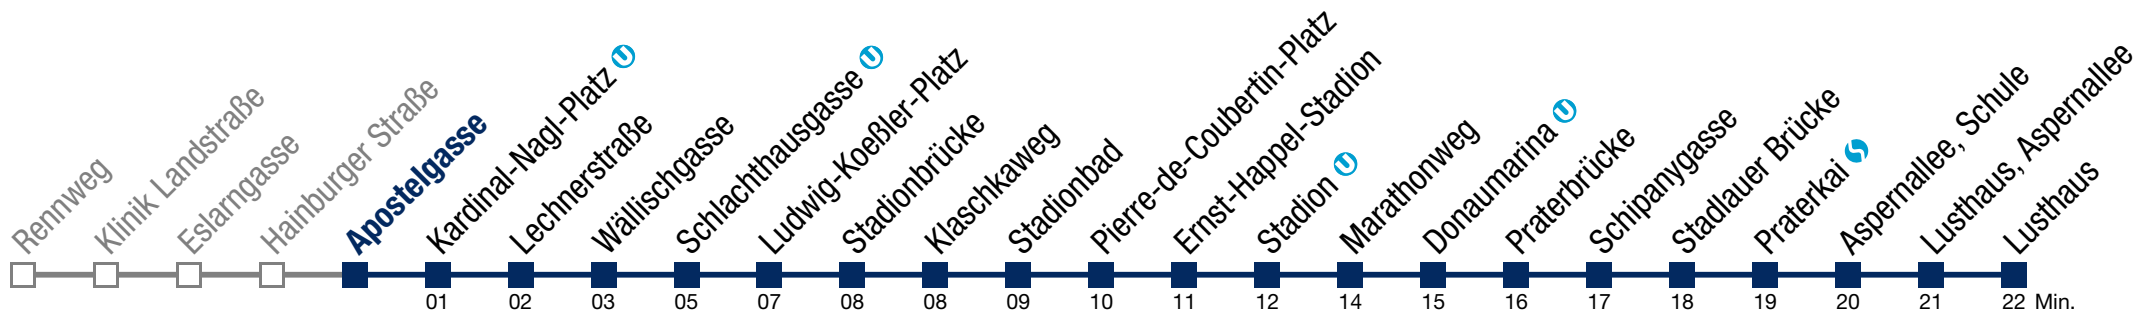 Rennweg
Klinik Landstraße
Eslarngasse
Hainburger Straße
Apostelgasse
Kardinal-Nagl-Platz U
Lechnerstraße
Wällischgasse
Schlachthausgasse U
Ludwig-Koeßler-Platz
Stadionbrücke
Klaschkaweg
Stadionbad
Pierre-de-Coubertin-Platz
Ernst-Happel-Stadion
Stadion U
Marathonweg
Donaumarina U
Praterbrücke
Schipanygasse
Stadlauer Brücke
Praterkai S
Aspernallee, Schule
Lusthaus, Aspernallee
Lusthaus
01 02 03 05 07 08 08 09 10 11 12 14 15 16 17 18 19 20 21 22 Min.